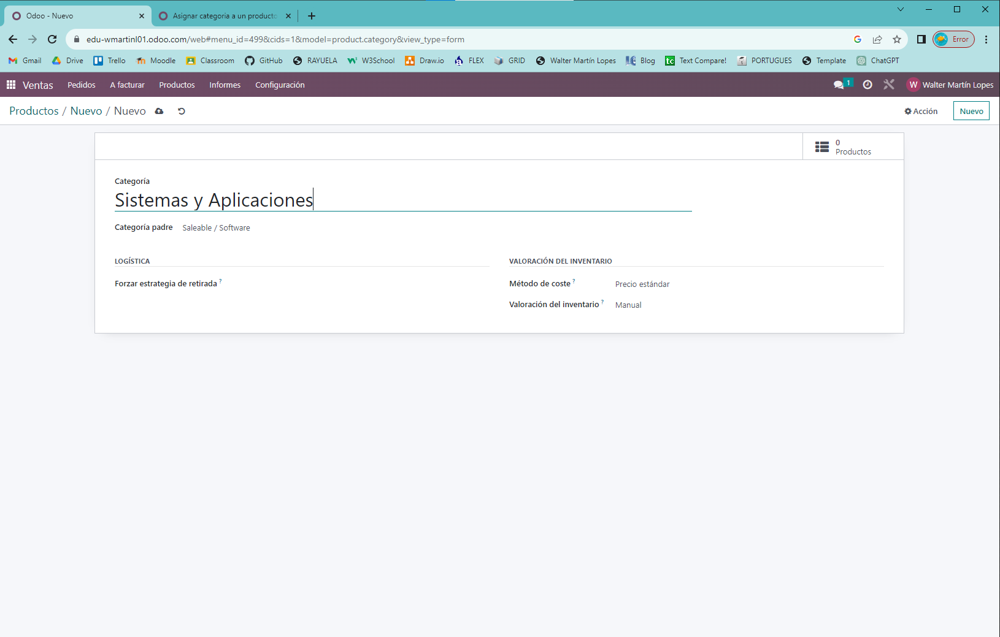 Odoo - Nuevo
Asignar categoria a un producto
edu-wmartinl01.odoo.com/web#menu_id=499&cids=1&model=product.category&view_type=form
Error
Gmail Drive Trello Moodle Classroom GitHub RAYUELA W3School Draw.io FLEX GRID Walter Martín Lopes Blog Text Compare! PORTUGUES Template ChatGPT
Ventas Pedidos A facturar Productos Informes Configuración 1 W Walter Martín Lopes
Productos / Nuevo / Nuevo Acción Nuevo
0
Productos
Categoría
Sistemas y Aplicaciones
Categoría padre Saleable / Software
LOGÍSTICA
Forzar estrategia de retirada ?
VALORACIÓN DEL INVENTARIO
Método de coste ? Precio estándar
Valoración del inventario ? Manual